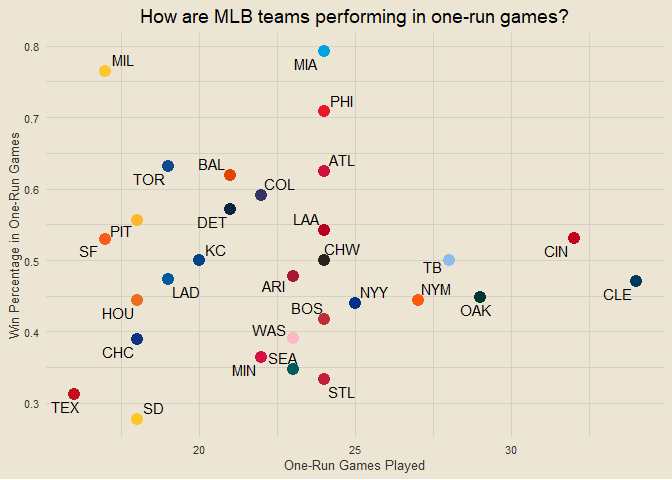 How are MLB teams performing in one-run games?
Win Percentage in One-Run Games
0.8
0.7
0.6
0.5
0.4
0.3
MIL
MIA
PHI
ATL
TOR
BAL
COL
DET
PIT
SF
LAA
CHW
KC
CIN
TB
LAD
ARI
CLE
HOU
NYY
NYM
BOS
OAK
WAS
CHC
SEA
MIN
STL
TEX
SD
20
25
30
One-Run Games Played